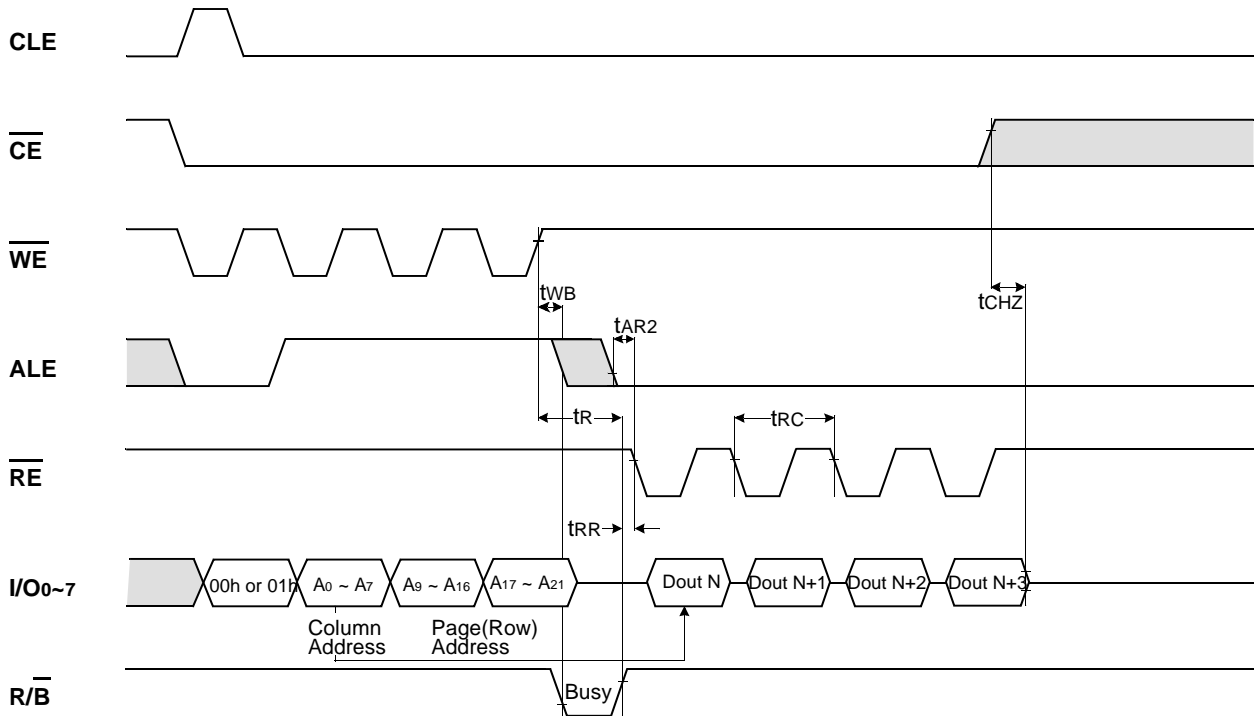 CLE
CE
WE
tWB
tCHZ
tAR2
ALE
tR
tRC
RE
tRR
I/O0~7
00h or 01h
A0 ~ A7
A9 ~ A16
A17 ~ A21
Dout N
Dout N+1
Dout N+2
Dout N+3
Column
Address
Page(Row)
Address
R/B
Busy